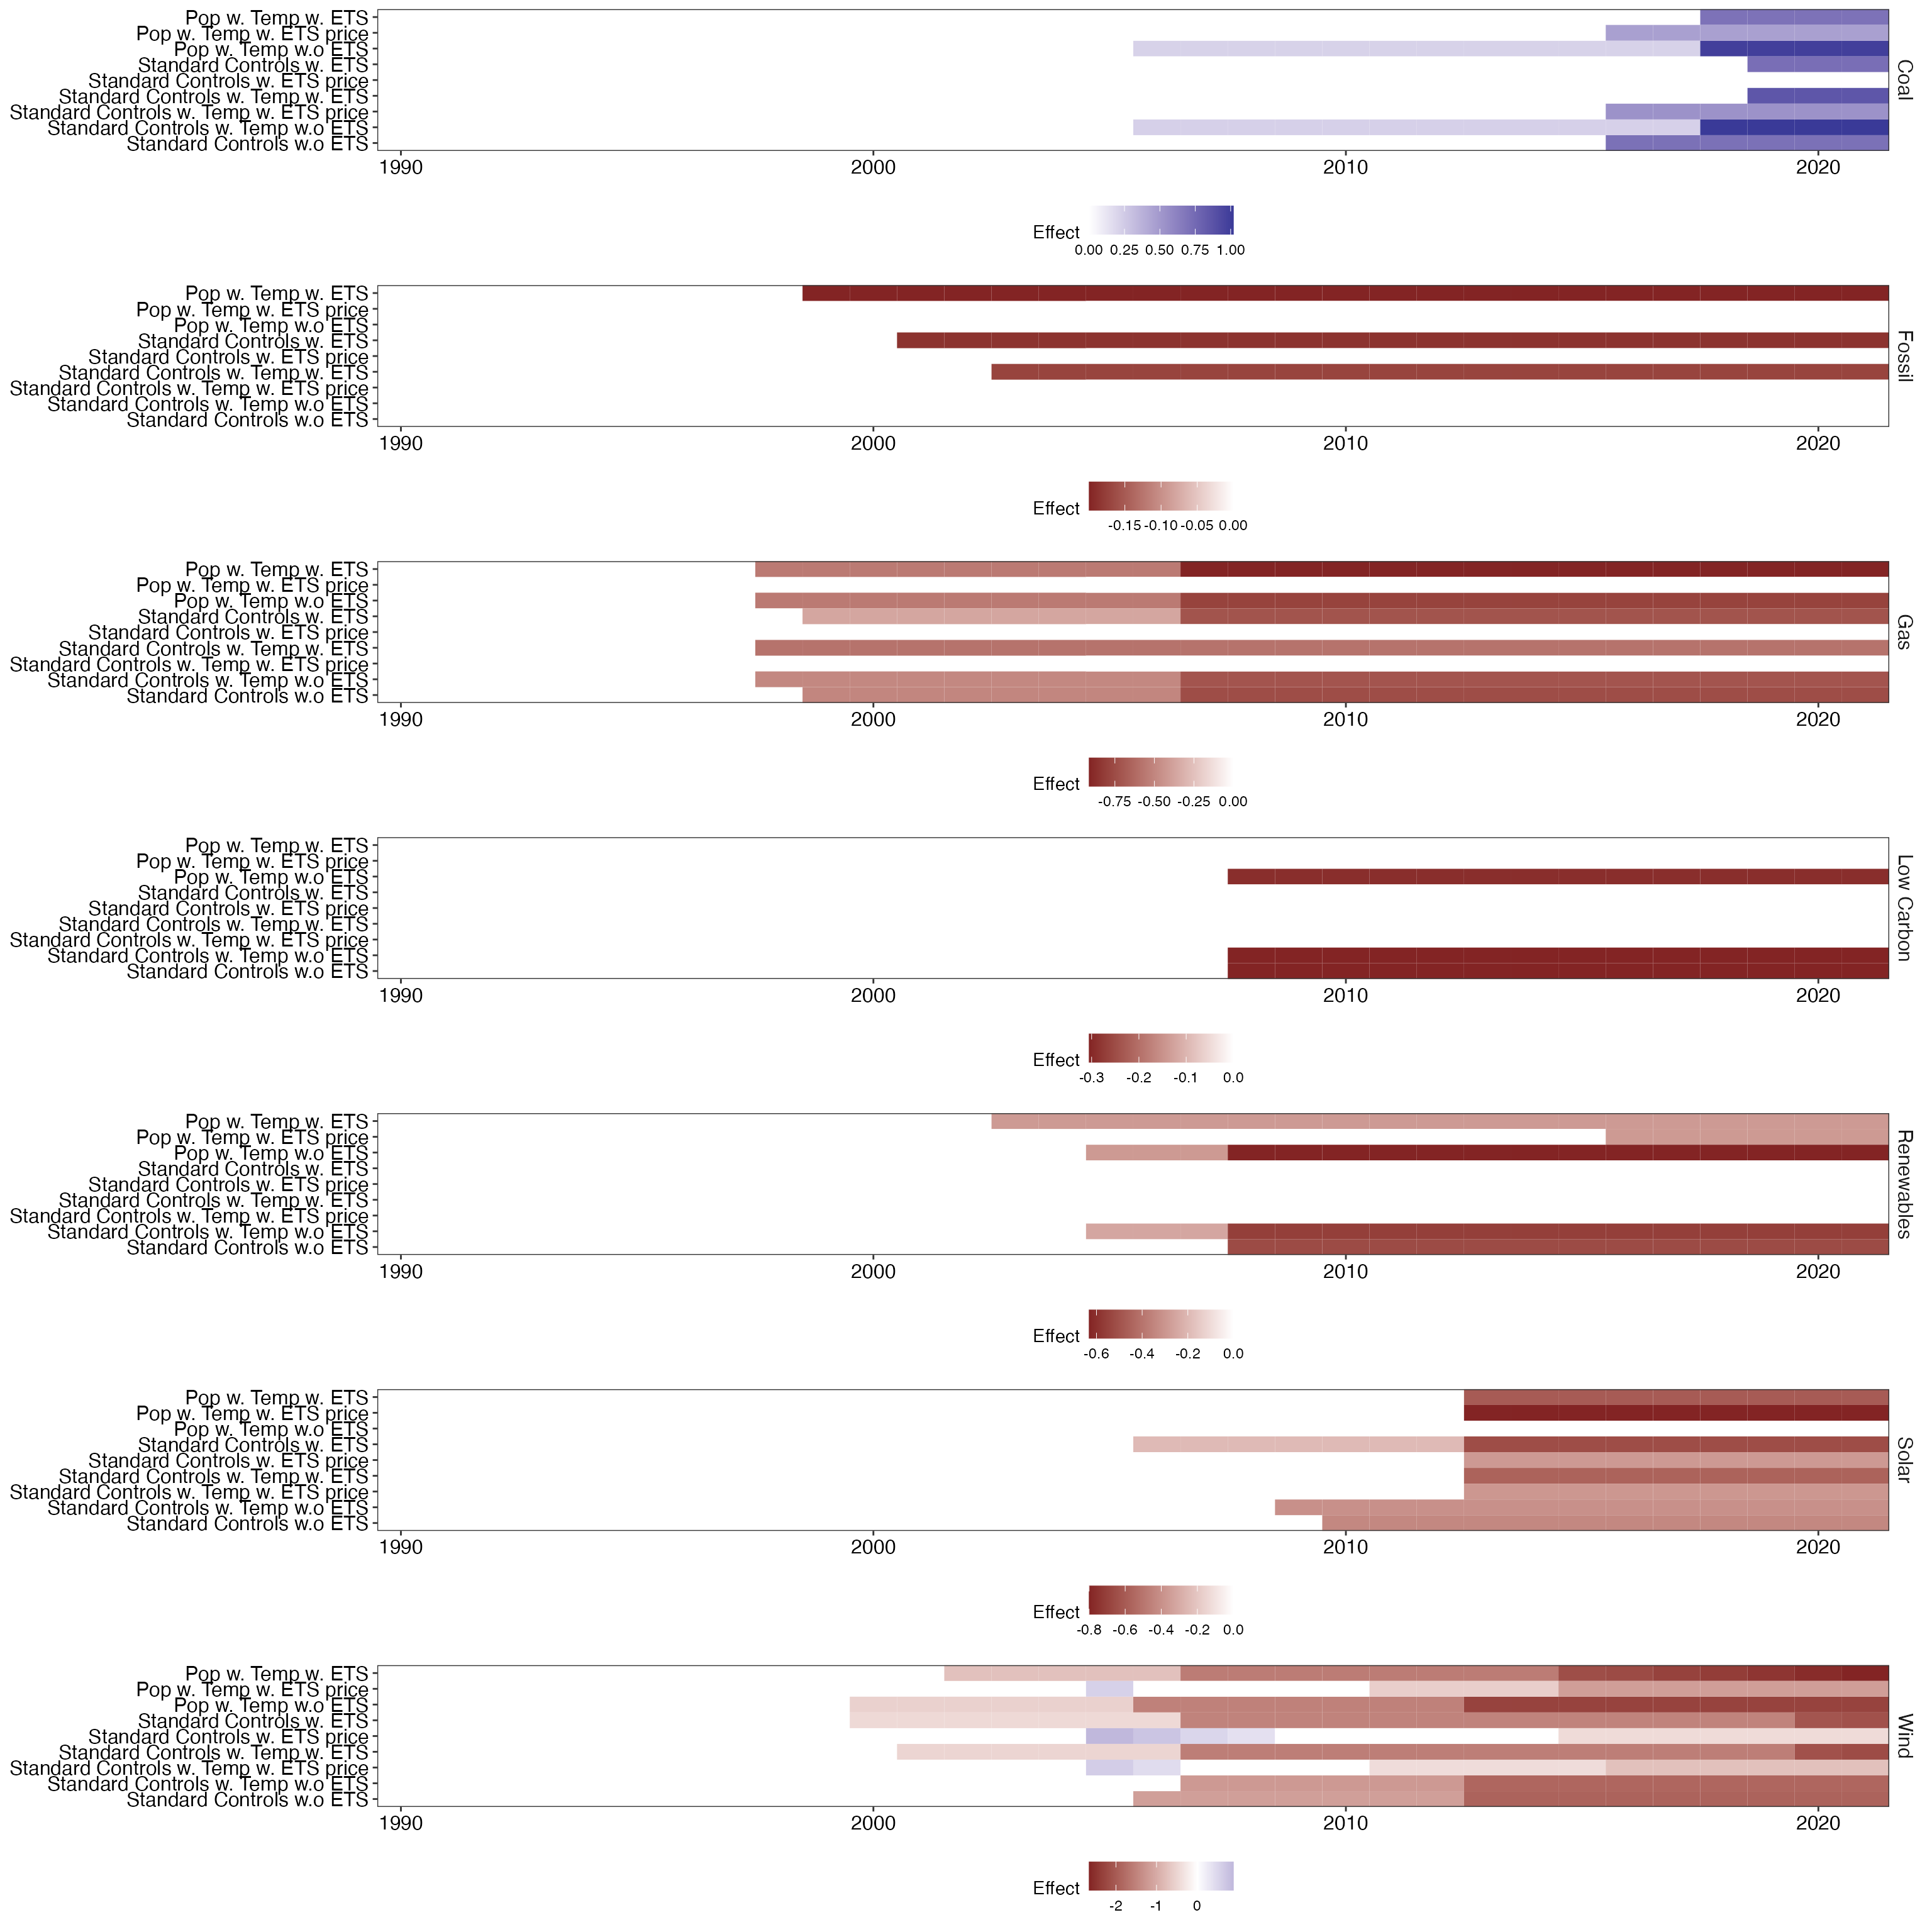 Pop w. Temp w. ETS
Pop w. Temp w. ETS price
Pop w. Temp w.o ETS
Standard Controls w. ETS
Standard Controls w. ETS price
Standard Controls w. Temp w. ETS
Standard Controls w. Temp w. ETS price
Standard Controls w. Temp w.o ETS
Standard Controls w.o ETS
Coal
1990 2000 2010 2020
Effect
0.00 0.25 0.50 0.75 1.00
Pop w. Temp w. ETS
Pop w. Temp w. ETS price
Pop w. Temp w.o ETS
Standard Controls w. ETS
Standard Controls w. ETS price
Standard Controls w. Temp w. ETS
Standard Controls w. Temp w. ETS price
Standard Controls w. Temp w.o ETS
Standard Controls w.o ETS
Fossil
1990 2000 2010 2020
Effect
-0.15 -0.10 -0.05 0.00
Pop w. Temp w. ETS
Pop w. Temp w. ETS price
Pop w. Temp w.o ETS
Standard Controls w. ETS
Standard Controls w. ETS price
Standard Controls w. Temp w. ETS
Standard Controls w. Temp w. ETS price
Standard Controls w. Temp w.o ETS
Standard Controls w.o ETS
Gas
1990 2000 2010 2020
Effect
-0.75 -0.50 -0.25 0.00
Pop w. Temp w. ETS
Pop w. Temp w. ETS price
Pop w. Temp w.o ETS
Standard Controls w. ETS
Standard Controls w. ETS price
Standard Controls w. Temp w. ETS
Standard Controls w. Temp w. ETS price
Standard Controls w. Temp w.o ETS
Standard Controls w.o ETS
Low Carbon
1990 2000 2010 2020
Effect
-0.3 -0.2 -0.1 0.0
Pop w. Temp w. ETS
Pop w. Temp w. ETS price
Pop w. Temp w.o ETS
Standard Controls w. ETS
Standard Controls w. ETS price
Standard Controls w. Temp w. ETS
Standard Controls w. Temp w. ETS price
Standard Controls w. Temp w.o ETS
Standard Controls w.o ETS
Renewables
1990 2000 2010 2020
Effect
-0.6 -0.4 -0.2 0.0
Pop w. Temp w. ETS
Pop w. Temp w. ETS price
Pop w. Temp w.o ETS
Standard Controls w. ETS
Standard Controls w. ETS price
Standard Controls w. Temp w. ETS
Standard Controls w. Temp w. ETS price
Standard Controls w. Temp w.o ETS
Standard Controls w.o ETS
Solar
1990 2000 2010 2020
Effect
-0.8 -0.6 -0.4 -0.2 0.0
Pop w. Temp w. ETS
Pop w. Temp w. ETS price
Pop w. Temp w.o ETS
Standard Controls w. ETS
Standard Controls w. ETS price
Standard Controls w. Temp w. ETS
Standard Controls w. Temp w. ETS price
Standard Controls w. Temp w.o ETS
Standard Controls w.o ETS
Wind
1990 2000 2010 2020
Effect
-2 -1 0